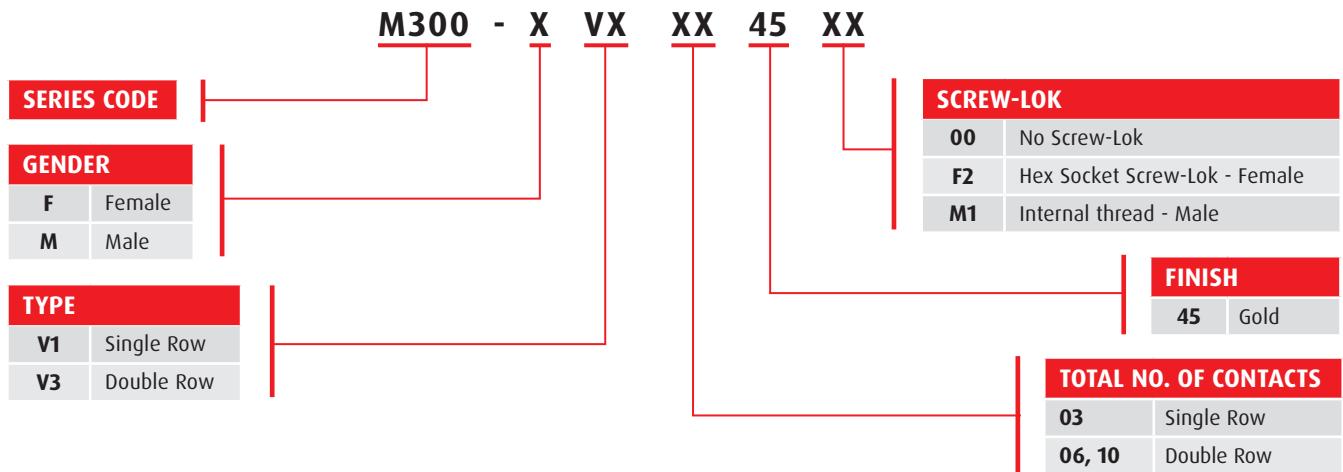 M300 - X VX XX 45 XX
SERIES CODE
GENDER
F Female
M Male
TYPE
V1 Single Row
V3 Double Row
SCREW-LOK
00 No Screw-Lok
F2 Hex Socket Screw-Lok - Female
M1 Internal thread - Male
FINISH
45 Gold
TOTAL NO. OF CONTACTS
03 Single Row
06, 10 Double Row